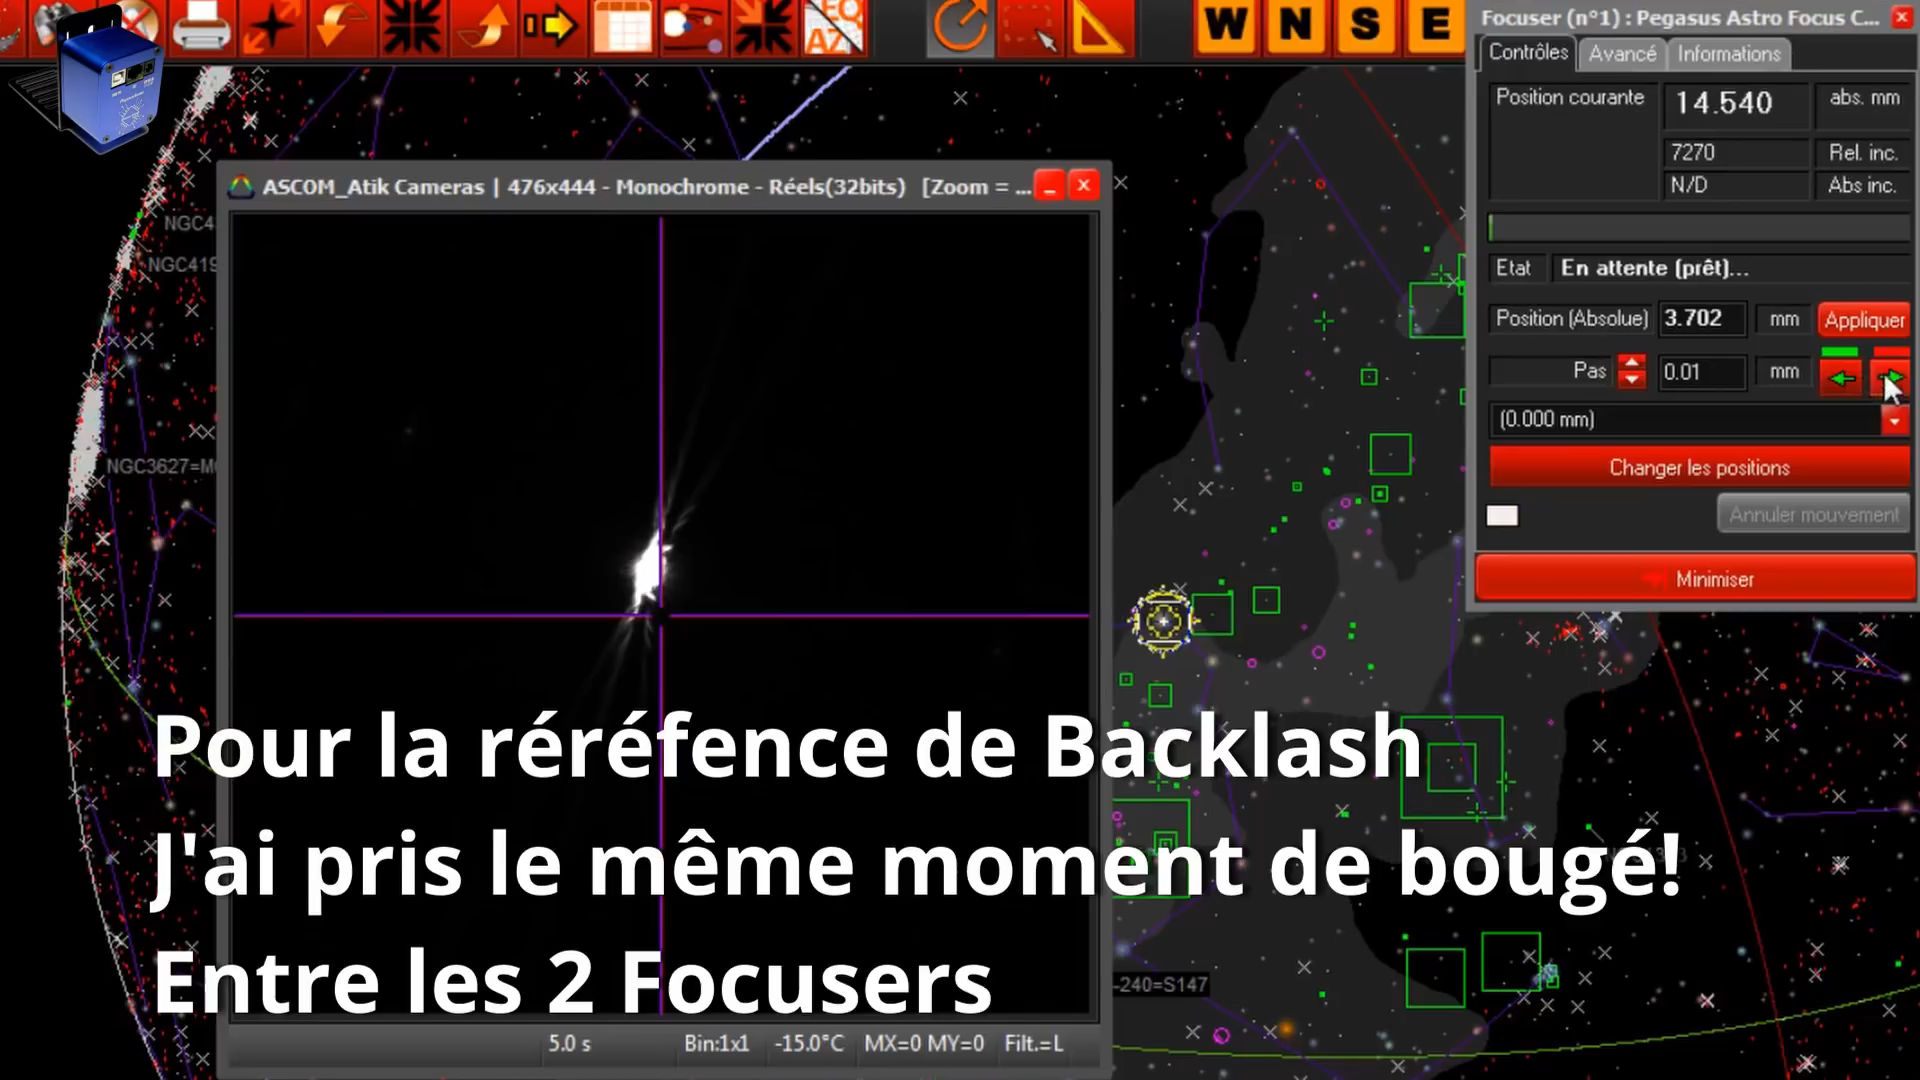 W N S E
EQ
AZ
Focuser (n°1) : Pegasus Astro Focus C...
Contrôles Avancé Informations
Position courante 14.540 abs. mm
7270 Rel. inc.
N/D Abs inc.
Etat En attente (prêt)...
Position (Absolue) 3.702 mm Appliquer
Pas 0.01 mm
(0.000 mm)
Changer les positions
Annuler mouvement
Minimiser
ASCOM_Atik Cameras | 476x444 - Monochrome - Réels(32bits) [Zoom = ...
NGC4
NGC419
NGC3627=M
Pour la réréfence de Backlash
J'ai pris le même moment de bougé!
Entre les 2 Focusers
-240=S147
5.0 s Bin:1x1 -15.0°C MX=0 MY=0 Filt.=L